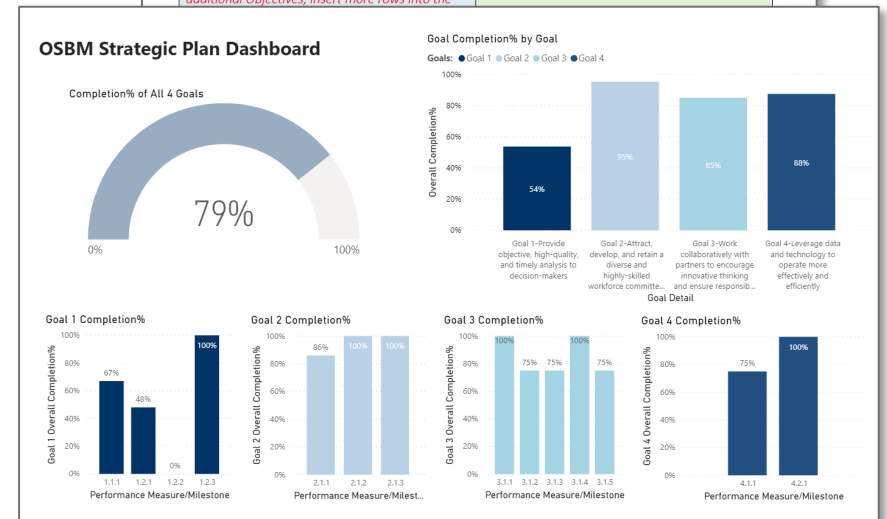 additional Objectives, insert more rows into the
OSBM Strategic Plan Dashboard
Completion% of All 4 Goals
79%
0%
100%
Goal Completion% by Goal
Goals: Goal 1 Goal 2 Goal 3 Goal 4
Overall Completion%
100%
80%
60%
40%
20%
0%
54%
95%
85%
88%
Goal 1-Provide
objective, high-quality,
and timely analysis to
decision-makers
Goal 2-Attract,
develop, and retain a
diverse and
highly-skilled
workforce committe...
Goal 3-Work
collaboratively with
partners to encourage
innovative thinking
and ensure responsib...
Goal 4-Leverage data
and technology to
operate more
effectively and
efficiently
Goal Detail
Goal 1 Completion%
Goal 1 Overall Completion%
100%
80%
60%
40%
20%
0%
67%
48%
0%
100%
1.1.1 1.2.1 1.2.2 1.2.3
Performance Measure/Milestone
Goal 2 Completion%
Goal 2 Overall Completion%
100%
80%
60%
40%
20%
0%
86%
100%
100%
2.1.1 2.1.2 2.1.3
Performance Measure/Milest...
Goal 3 Completion%
Goal 3 Overall Completion%
100%
80%
60%
40%
20%
0%
100%
75%
75%
100%
75%
3.1.1 3.1.2 3.1.3 3.1.4 3.1.5
Performance Measure/Milestone
Goal 4 Completion%
Goal 4 Overall Completion%
100%
80%
60%
40%
20%
0%
75%
100%
4.1.1 4.2.1
Performance Measure/Milestone